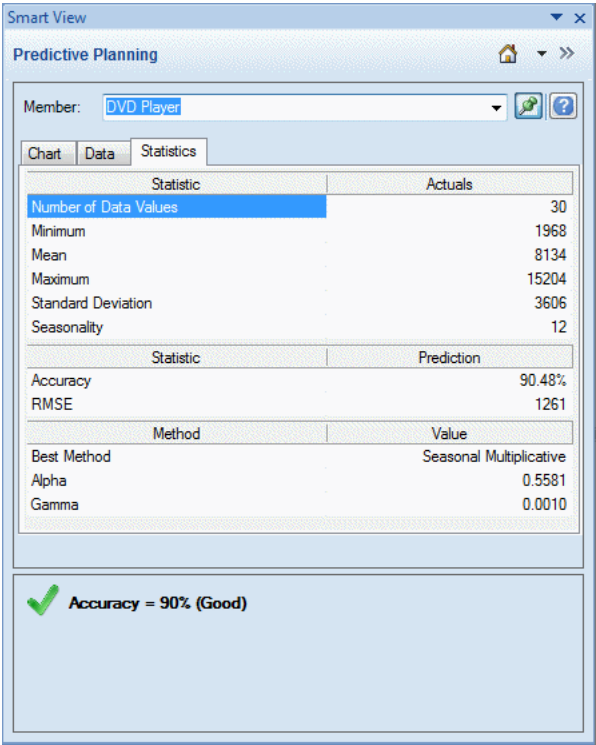 Smart View
Predictive Planning
Member: DVD Player
Chart Data Statistics
Statistic Actuals
Number of Data Values 30
Minimum 1968
Mean 8134
Maximum 15204
Standard Deviation 3606
Seasonality 12
Statistic Prediction
Accuracy 90.48%
RMSE 1261
Method Value
Best Method Seasonal Multiplicative
Alpha 0.5581
Gamma 0.0010
Accuracy = 90% (Good)